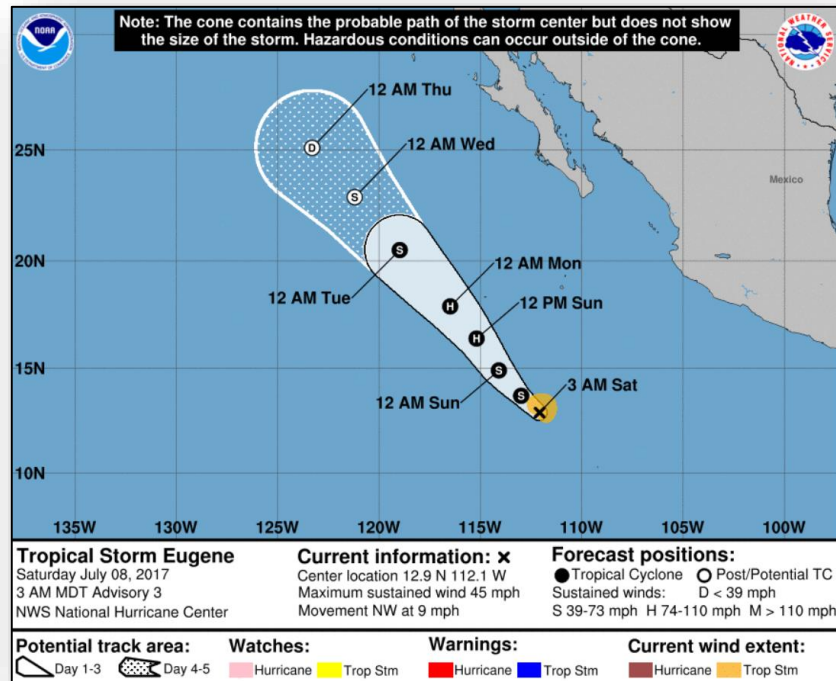 Note: The cone contains the probable path of the storm center but does not show
the size of the storm. Hazardous conditions can occur outside of the cone.
NOAA
12 AM Thu
D
25N
12 AM Wed
S
Mexico
20N
S
12 AM Mon
12 AM Tue
H
12 PM Sun
H
15N
S
3 AM Sat
12 AM Sun
S
10N
135W 130W 125W 120W 115W 110W 105W 100W
Tropical Storm Eugene
Saturday July 08, 2017
3 AM MDT Advisory 3
NWS National Hurricane Center
Current information: x
Center location 12.9 N 112.1 W
Maximum sustained wind 45 mph
Movement NW at 9 mph
Forecast positions:
Tropical Cyclone Post/Potential TC
Sustained winds: D < 39 mph
S 39-73 mph H 74-110 mph M > 110 mph
Potential track area:
Day 1-3 Day 4-5
Watches:
Hurricane Trop Stm
Warnings:
Hurricane Trop Stm
Current wind extent:
Hurricane Trop Stm